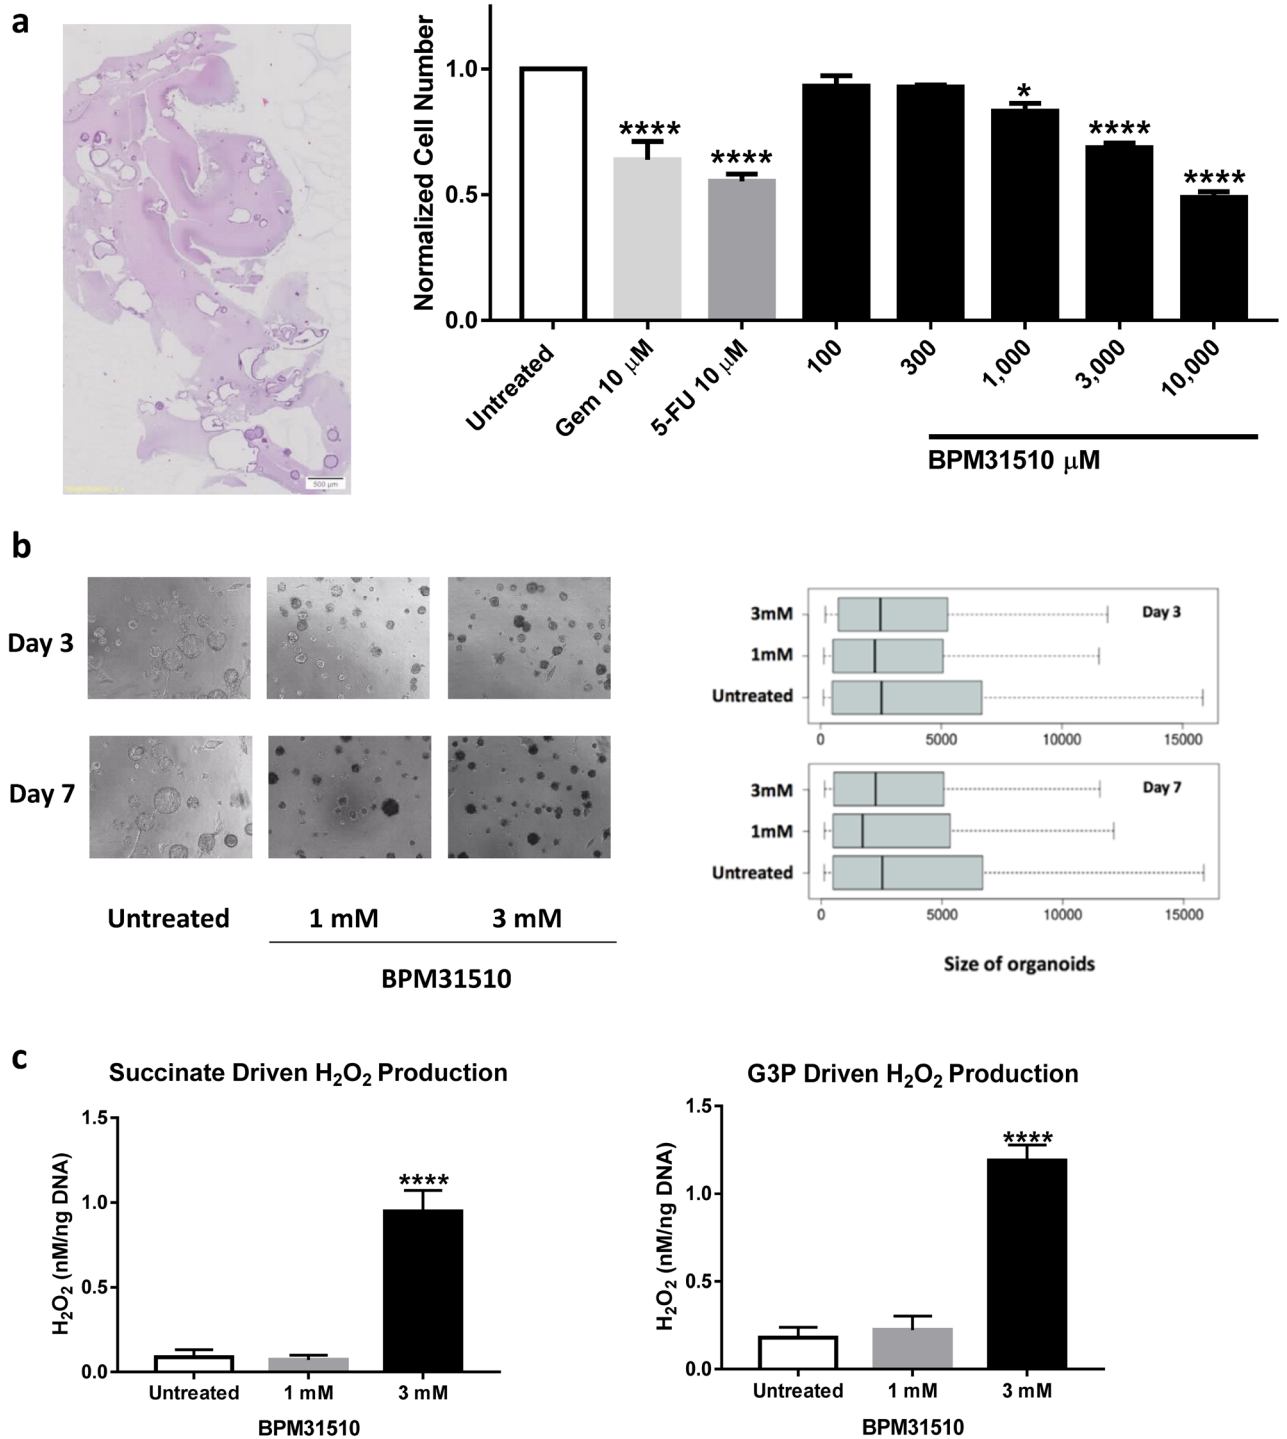 a
Normalized Cell Number
1.0
0.5
0.0
****
****
*
****
****
Untreated
Gem 10 µM
5-FU 10 µM
100
300
1,000
3,000
10,000
BPM31510 µM
500 µm
b
Day 3
Day 7
Untreated
1 mM
3 mM
BPM31510
3mM
1mM
Untreated
Day 3
0
5000
10000
15000
3mM
1mM
Untreated
Day 7
0
5000
10000
15000
Size of organoids
c
Succinate Driven H₂O₂ Production
H₂O₂ (nM/ng DNA)
1.5
1.0
0.5
0.0
****
Untreated
1 mM
3 mM
BPM31510
G3P Driven H₂O₂ Production
H₂O₂ (nM/ng DNA)
1.5
1.0
0.5
0.0
****
Untreated
1 mM
3 mM
BPM31510